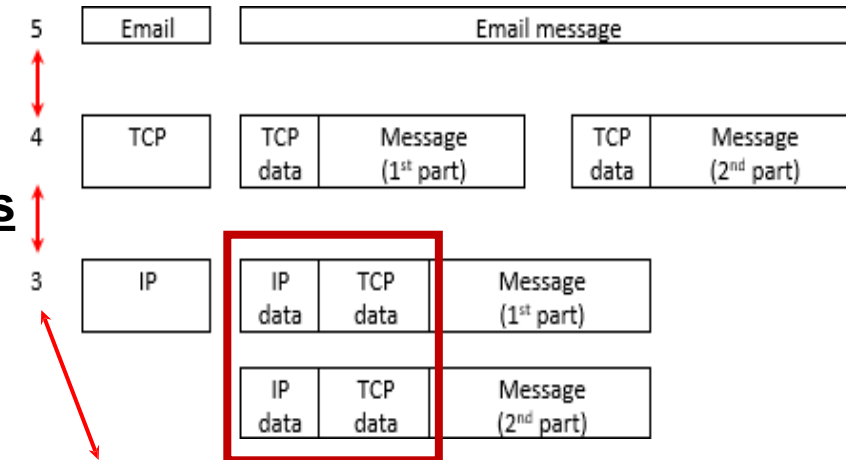 5 Email Email message
4 TCP TCP data Message (1st part) TCP data Message (2nd part)
s
3 IP IP data TCP data Message (1st part)
IP data TCP data Message (2nd part)